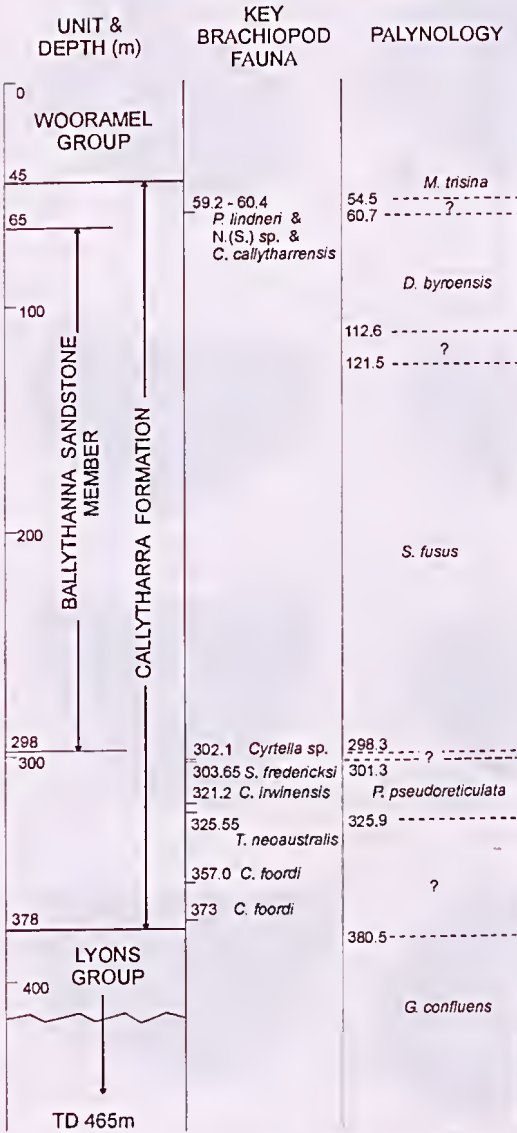 UNIT &
DEPTH (m)
KEY
BRACHIOPOD
FAUNA
PALYNOLOGY
0
WOORAMEL
GROUP
45
65
100
200
298
300
378
400
BALLYTHANNA SANDSTONE
MEMBER
CALLYTHARRA FORMATION
LYONS
GROUP
TD 465m
59.2 - 60.4
P. lindneri &
N.(S.) sp. &
C. callytharrensis
302.1 Cyrtella sp.
303.65 S. fredericksi
321.2 C. irwinensis
325.55
T. neoaustralis
357.0 C. foordi
373 C. foordi
M. trisina
54.5
?
60.7
D. byroensis
112.6
?
121.5
S. fusus
298.3
?
301.3
P. pseudoreticulata
325.9
?
380.5
G. confluens